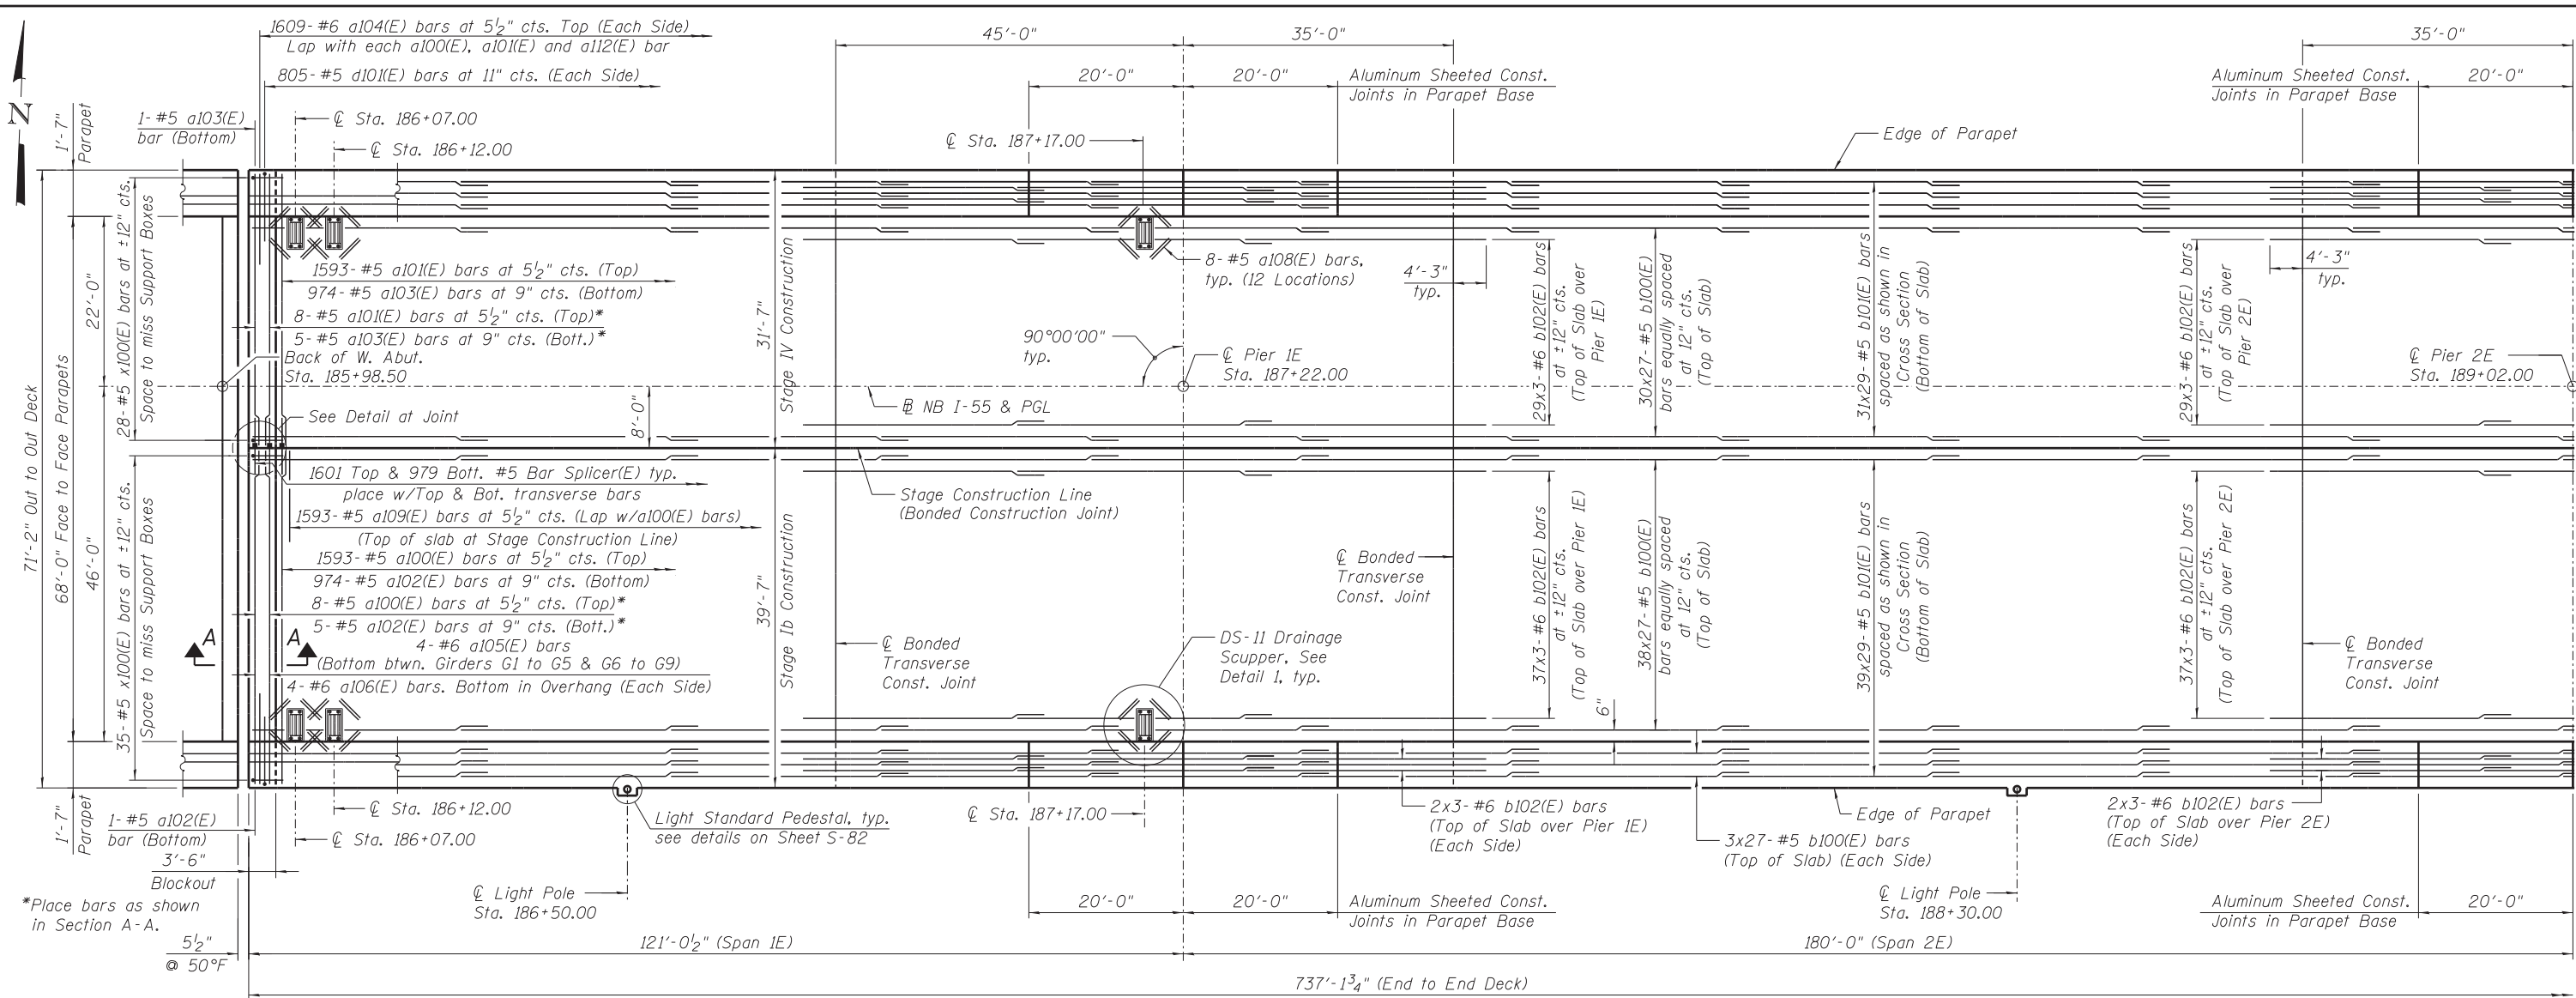 1609- #6 a104(E) bars at 5½" cts. Top (Each Side)
Lap with each a100(E), a101(E) and a112(E) bar
805- #5 d101(E) bars at 11" cts. (Each Side)
45'-0"
35'-0"
35'-0"
20'-0"
20'-0"
Aluminum Sheeted Const.
Joints in Parapet Base
Aluminum Sheeted Const.
Joints in Parapet Base
20'-0"
N
1'-7"
Parapet
1- #5 a103(E)
bar (Bottom)
℄ Sta. 186+07.00
℄ Sta. 186+12.00
℄ Sta. 187+17.00
Edge of Parapet
71'-2" Out to Out Deck
68'-0" Face to Face Parapets
22'-0"
46'-0"
28- #5 x100(E) bars at ±12" cts.
Space to miss Support Boxes
35- #5 x100(E) bars at ±12" cts.
Space to miss Support Boxes
1593- #5 a101(E) bars at 5½" cts. (Top)
974- #5 a103(E) bars at 9" cts. (Bottom)
8- #5 a101(E) bars at 5½" cts. (Top)*
5- #5 a103(E) bars at 9" cts. (Bott.)*
Back of W. Abut.
Sta. 185+98.50
See Detail at Joint
8'-0"
31'-7"
Stage IV Construction
8- #5 a108(E) bars,
typ. (12 Locations)
90°00'00"
typ.
℄ Pier 1E
Sta. 187+22.00
℄ NB I-55 & PGL
4'-3"
typ.
29x3- #6 b102(E) bars
at ±12" cts.
(Top of Slab over
Pier 1E)
30x27- #5 b100(E)
bars equally spaced
at 12" cts.
(Top of Slab)
31x29- #5 b101(E) bars
spaced as shown in
Cross Section
(Bottom of Slab)
29x3- #6 b102(E) bars
at ±12" cts.
(Top of Slab over
Pier 2E)
4'-3"
typ.
℄ Pier 2E
Sta. 189+02.00
1601 Top & 979 Bott. #5 Bar Splicer(E) typ.
place w/Top & Bot. transverse bars
1593- #5 a109(E) bars at 5½" cts. (Lap w/a100(E) bars)
(Top of slab at Stage Construction Line)
1593- #5 a100(E) bars at 5½" cts. (Top)
974- #5 a102(E) bars at 9" cts. (Bottom)
8- #5 a100(E) bars at 5½" cts. (Top)*
5- #5 a102(E) bars at 9" cts. (Bott.)*
4- #6 a105(E) bars
(Bottom btwn. Girders G1 to G5 & G6 to G9)
4- #6 a106(E) bars. Bottom in Overhang (Each Side)
A
A
39'-7"
Stage Ib Construction
Stage Construction Line
(Bonded Construction Joint)
℄ Bonded
Transverse
Const. Joint
DS-11 Drainage
Scupper, See
Detail 1, typ.
℄ Bonded
Transverse
Const. Joint
37x3- #6 b102(E) bars
at ±12" cts.
(Top of Slab over Pier 1E)
38x27- #5 b100(E)
bars equally spaced
at 12" cts.
(Top of Slab)
6"
39x29- #5 b101(E) bars
spaced as shown in
Cross Section
(Bottom of Slab)
37x3- #6 b102(E) bars
at ±12" cts.
(Top of Slab over Pier 2E)
℄ Bonded
Transverse
Const. Joint
1'-7"
Parapet
1- #5 a102(E)
bar (Bottom)
3'-6"
Blockout
℄ Sta. 186+12.00
℄ Sta. 186+07.00
Light Standard Pedestal, typ.
see details on Sheet S-82
℄ Sta. 187+17.00
2x3- #6 b102(E) bars
(Top of Slab over Pier 1E)
(Each Side)
3x27- #5 b100(E) bars
(Top of Slab) (Each Side)
Edge of Parapet
2x3- #6 b102(E) bars
(Top of Slab over Pier 2E)
(Each Side)
℄ Light Pole
Sta. 186+50.00
℄ Light Pole
Sta. 188+30.00
*Place bars as shown
in Section A-A.
20'-0"
20'-0"
Aluminum Sheeted Const.
Joints in Parapet Base
Aluminum Sheeted Const.
Joints in Parapet Base
20'-0"
5½"
@ 50°F
121'-0½" (Span 1E)
180'-0" (Span 2E)
737'-1¾" (End to End Deck)